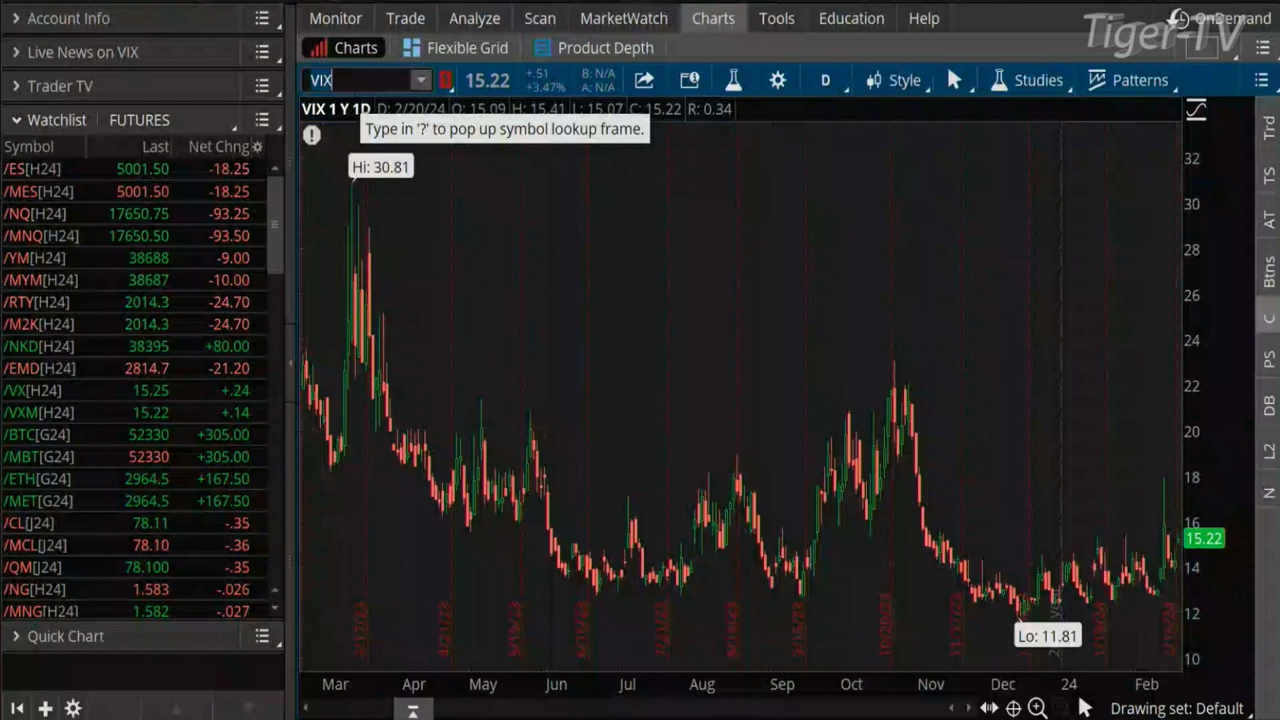 Account Info
Monitor Trade Analyze Scan MarketWatch Charts Tools Education Help
OnDemand
Tiger-TV
Live News on VIX
Charts Flexible Grid Product Depth
Trader TV
VIX 15.22 +.51 +3.47% B: N/A A: N/A D Style Studies Patterns
Watchlist FUTURES
VIX 1 Y 1D D: 2/20/24 O: 15.09 H: 15.41 L: 15.07 C: 15.22 R: 0.34
Type in '?' to pop up symbol lookup frame.
Symbol Last Net Chng
/ES[H24] 5001.50 -18.25
/MES[H24] 5001.50 -18.25
/NQ[H24] 17650.75 -93.25
/MNQ[H24] 17650.50 -93.50
/YM[H24] 38688 -9.00
/MYM[H24] 38687 -10.00
/RTY[H24] 2014.3 -24.70
/M2K[H24] 2014.3 -24.70
/NKD[H24] 38395 +80.00
/EMD[H24] 2814.7 -21.20
/VX[H24] 15.25 +.24
/VXM[H24] 15.22 +.14
/BTC[G24] 52330 +305.00
/MBT[G24] 52330 +305.00
/ETH[G24] 2964.5 +167.50
/MET[G24] 2964.5 +167.50
/CL[J24] 78.11 -.35
/MCL[J24] 78.10 -.36
/QM[J24] 78.100 -.35
/NG[H24] 1.583 -.026
/MNG[H24] 1.582 -.027
Quick Chart
Hi: 30.81
Lo: 11.81
32
30
28
26
24
22
20
18
16
15.22
14
12
10
Mar Apr May Jun Jul Aug Sep Oct Nov Dec 24 Feb
Trd
TS
AT
Btns
C
PS
DB
L2
N
Drawing set: Default